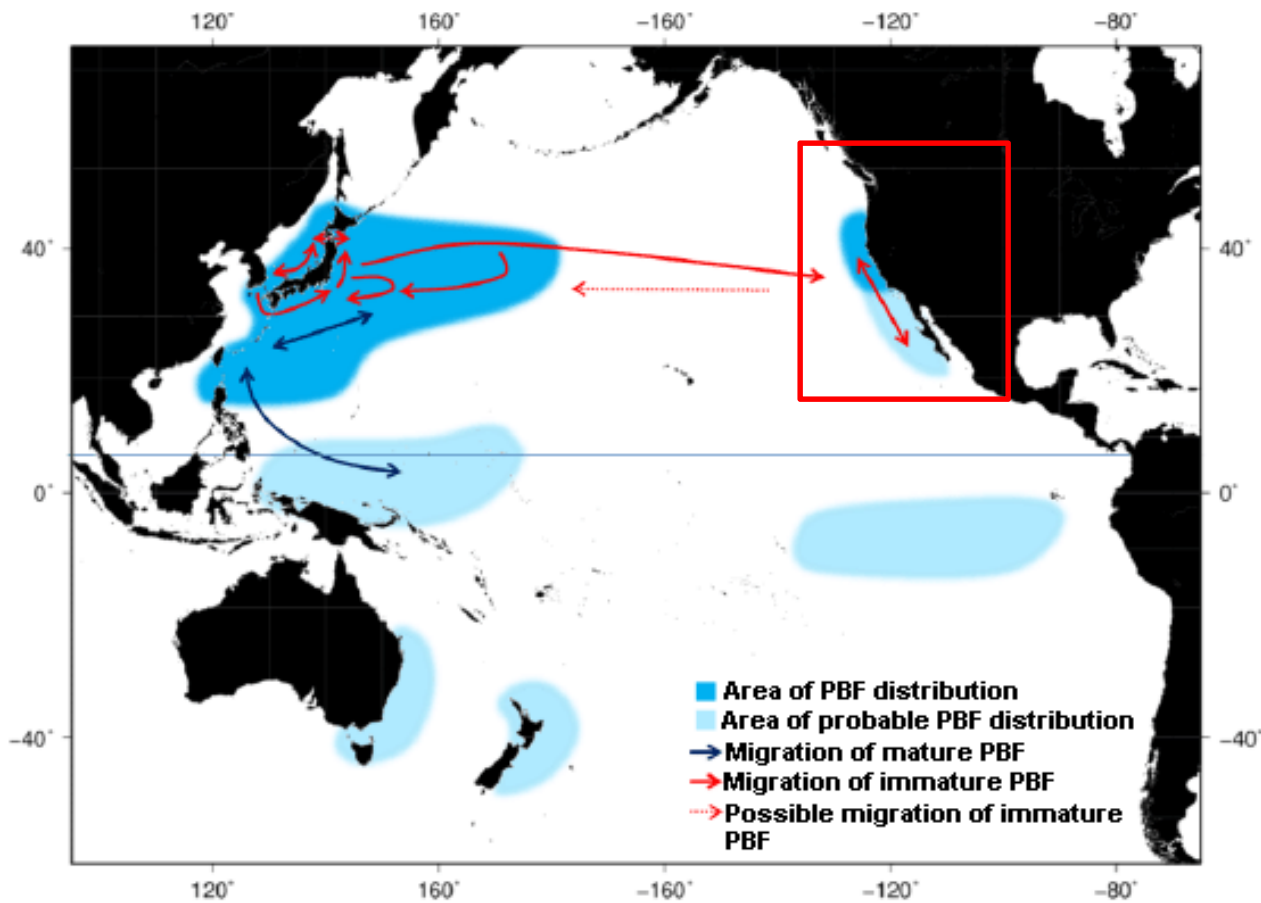 120° 160° −160° −120° −80°
40° 40°
0° 0°
Area of PBF distribution
Area of probable PBF distribution
−40° −40°
Migration of mature PBF
Migration of immature PBF
Possible migration of immature
PBF
120° 160° −160° −120° −80°